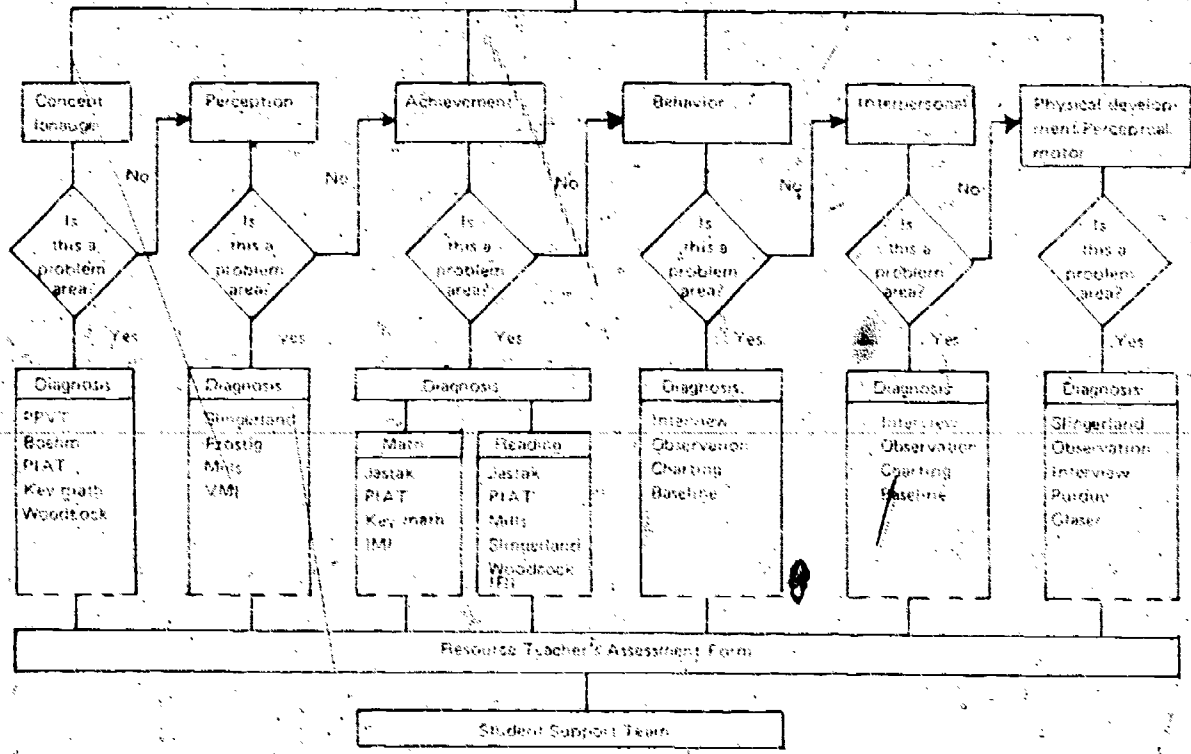 Concept
lanauge
Perception
Achievement
Behavior
Interpersonal
Physical develop-
ment/Perceptual
motor
No
No
No
No
No
Is
this a
problem
area?
Is
this a
problem
area?
Is
this a
problem
area?
Is
this a
problem
area?
Is
this a
problem
area?
Is
this a
problem
area?
Yes
yes
Yes
Yes
Yes
Yes
Diagnosis
PPVT
Boehm
PIAT
Key math
Woodcock
Diagnosis
Slingerland
Frostig
Mills
VMI
Diagnosis
Math
Jastak
PIAT
Key math
IMI
Reading
Jastak
PIAT
Mills
Slingerland
Woodcock
Diagnosis
Interview
Observation
Charting
Baseline
Diagnosis
Interview
Observation
Charting
Baseline
Diagnosis
Slingerland
Observation
Interview
Purdue
Glaser
Resource Teacher's Assessment Form
Student Support Team